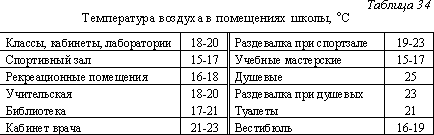 Таблица 34
Температура воздуха в помещениях школы, °С
Классы, кабинеты, лаборатории 18-20 Раздевалка при спортзале 19-23
Спортивный зал 15-17 Учебные мастерские 15-17
Рекреационные помещения 16-18 Душевые 25
Учительская 18-20 Раздевалка при душевых 23
Библиотека 17-21 Туалеты 21
Кабинет врача 21-23 Вестибюль 16-19